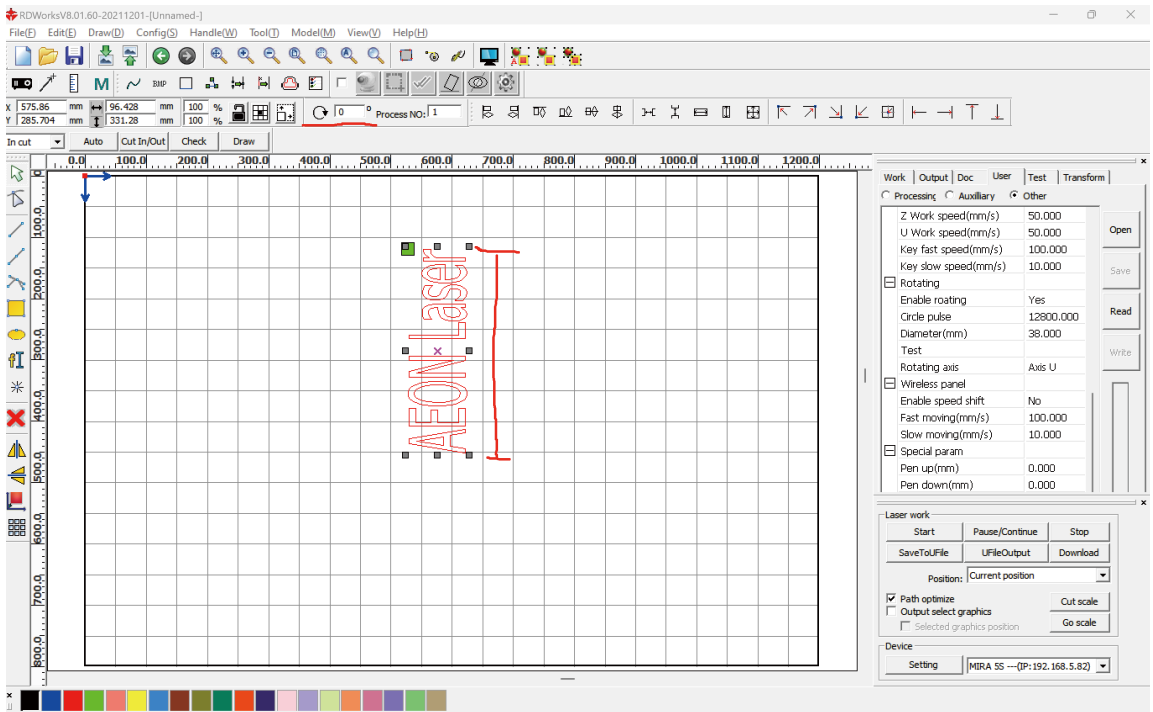 RDWorksV8.01.60-20211201-[Unnamed-]
File(F) Edit(E) Draw(D) Config(S) Handle(W) Tool(T) Model(M) View(V) Help(H)
M BMP
X 575.86 mm 96.428 mm 100 %
Y 285.704 mm 331.28 mm 100 %
0 ° Process NO: 1
In cut Auto Cut In/Out Check Draw
0.0 100.0 200.0 300.0 400.0 500.0 600.0 700.0 800.0 900.0 1000.0 1100.0 1200.0
0
100.0
200.0
300.0
400.0
500.0
600.0
700.0
800.0
AEON Laser
Work Output Doc User Test Transform
Processing Auxiliary Other
Z Work speed(mm/s) 50.000
U Work speed(mm/s) 50.000
Key fast speed(mm/s) 100.000
Key slow speed(mm/s) 10.000
Rotating
Enable roating Yes
Circle pulse 12800.000
Diameter(mm) 38.000
Test
Rotating axis Axis U
Wireless panel
Enable speed shift No
Fast moving(mm/s) 100.000
Slow moving(mm/s) 10.000
Special param
Pen up(mm) 0.000
Pen down(mm) 0.000
Open
Save
Read
Write
Laser work
Start Pause/Continue Stop
SaveToUFile UFileOutput Download
Position: Current position
Path optimize
Output select graphics
Selected graphics position
Cut scale
Go scale
Device
Setting MIRA 5S ---(IP:192.168.5.82)